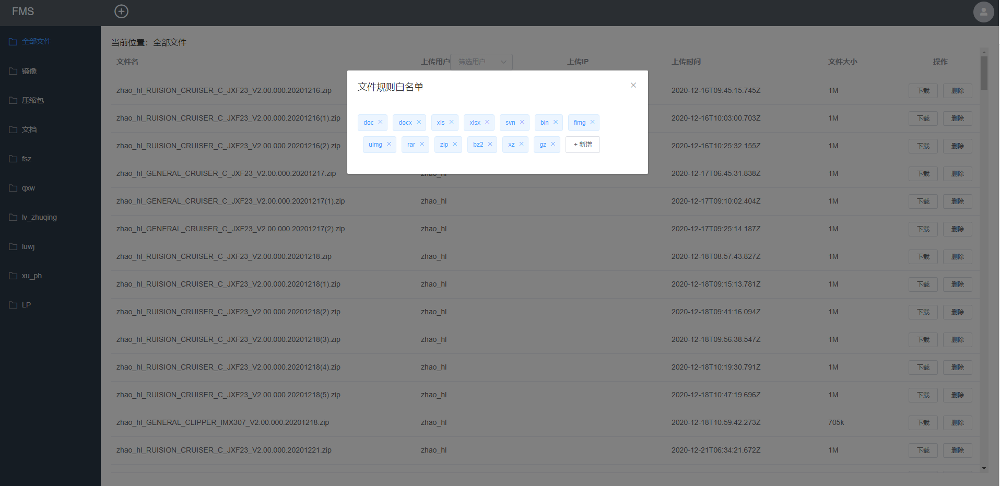 FMS
全部文件
镜像
压缩包
文档
fsz
qxw
lv_zhuqing
luwj
xu_ph
LP
当前位置：全部文件
文件名 上传用户 筛选用户 上传IP 上传时间 文件大小 操作
文件规则白名单
doc docx xls xlsx svn bin fimg
uimg rar zip bz2 xz gz + 新增
zhao_hl_RUISION_CRUISER_C_JXF23_V2.00.000.20201216.zip 2020-12-16T09:45:15.745Z 1M 下载 删除
zhao_hl_RUISION_CRUISER_C_JXF23_V2.00.000.20201216(1).zip 2020-12-16T10:03:00.703Z 1M 下载 删除
zhao_hl_RUISION_CRUISER_C_JXF23_V2.00.000.20201216(2).zip 2020-12-16T10:25:32.155Z 1M 下载 删除
zhao_hl_GENERAL_CRUISER_C_JXF23_V2.00.000.20201217.zip zhao_hl 2020-12-17T06:45:31.838Z 1M 下载 删除
zhao_hl_GENERAL_CRUISER_C_JXF23_V2.00.000.20201217(1).zip zhao_hl 2020-12-17T09:10:02.404Z 1M 下载 删除
zhao_hl_GENERAL_CRUISER_C_JXF23_V2.00.000.20201217(2).zip zhao_hl 2020-12-17T09:25:14.187Z 1M 下载 删除
zhao_hl_RUISION_CRUISER_C_JXF23_V2.00.000.20201218.zip zhao_hl 2020-12-18T08:57:43.827Z 1M 下载 删除
zhao_hl_RUISION_CRUISER_C_JXF23_V2.00.000.20201218(1).zip zhao_hl 2020-12-18T09:15:13.781Z 1M 下载 删除
zhao_hl_RUISION_CRUISER_C_JXF23_V2.00.000.20201218(2).zip zhao_hl 2020-12-18T09:41:16.094Z 1M 下载 删除
zhao_hl_RUISION_CRUISER_C_JXF23_V2.00.000.20201218(3).zip zhao_hl 2020-12-18T09:56:38.547Z 1M 下载 删除
zhao_hl_RUISION_CRUISER_C_JXF23_V2.00.000.20201218(4).zip zhao_hl 2020-12-18T10:19:30.791Z 1M 下载 删除
zhao_hl_RUISION_CRUISER_C_JXF23_V2.00.000.20201218(5).zip zhao_hl 2020-12-18T10:47:19.696Z 1M 下载 删除
zhao_hl_GENERAL_CLIPPER_IMX307_V2.00.000.20201218.zip zhao_hl 2020-12-18T10:59:42.273Z 705k 下载 删除
zhao_hl_RUISION_CRUISER_C_JXF23_V2.00.000.20201221.zip zhao_hl 2020-12-21T06:34:21.672Z 1M 下载 删除